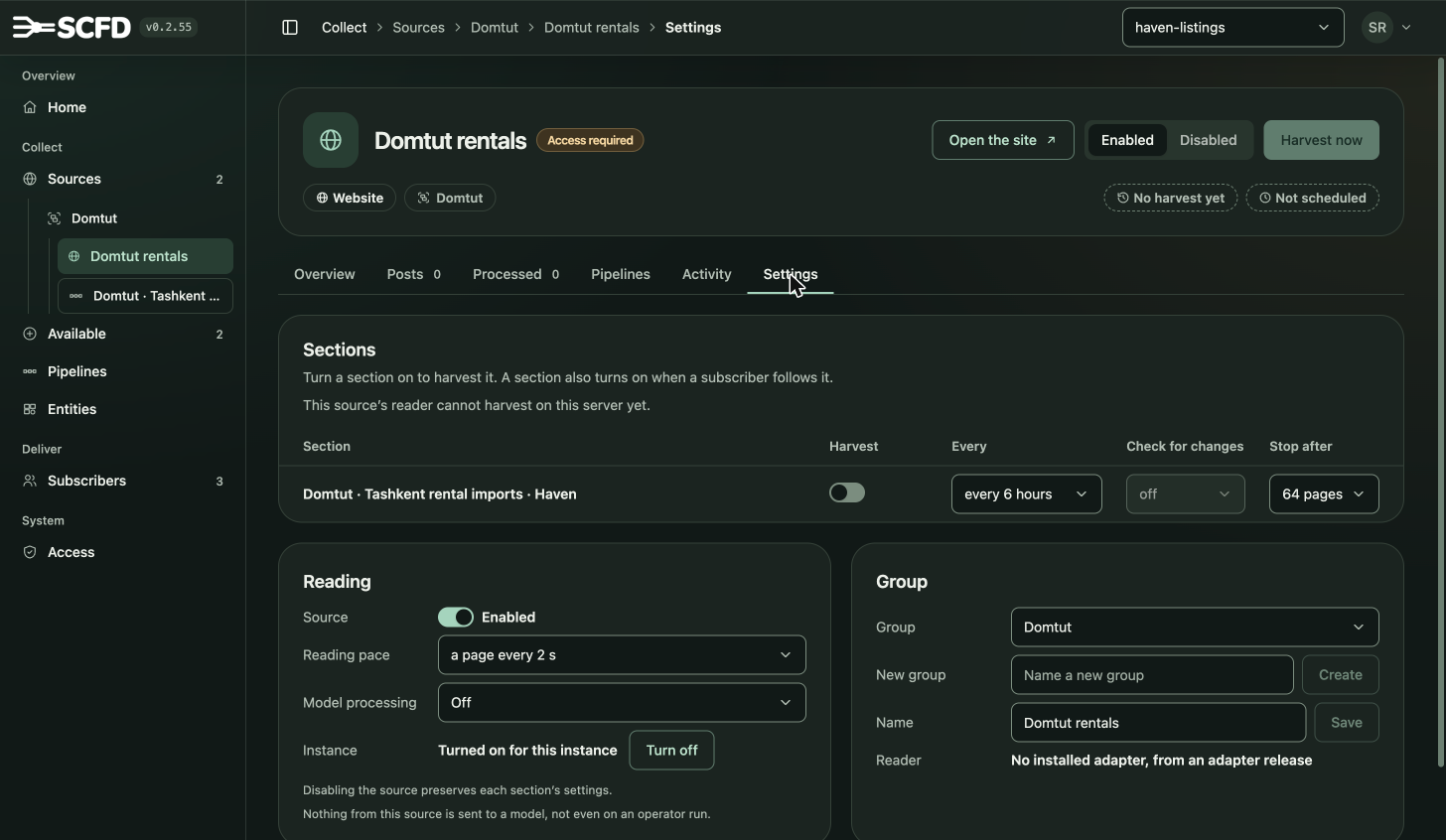 SCFD v0.2.55
Collect > Sources > Domtut > Domtut rentals > Settings
haven-listings
SR
Overview
Home
Collect
Sources 2
Domtut
Domtut rentals
Domtut · Tashkent ...
Available 2
Pipelines
Entities
Deliver
Subscribers 3
System
Access
Domtut rentals Access required
Open the site ↗ Enabled Disabled Harvest now
Website Domtut
No harvest yet Not scheduled
Overview Posts 0 Processed 0 Pipelines Activity Settings
Sections
Turn a section on to harvest it. A section also turns on when a subscriber follows it.
This source's reader cannot harvest on this server yet.
Section Harvest Every Check for changes Stop after
Domtut · Tashkent rental imports · Haven every 6 hours off 64 pages
Reading
Source Enabled
Reading pace a page every 2 s
Model processing Off
Instance Turned on for this instance Turn off
Disabling the source preserves each section's settings.
Nothing from this source is sent to a model, not even on an operator run.
Group
Group Domtut
New group Name a new group Create
Name Domtut rentals Save
Reader No installed adapter, from an adapter release